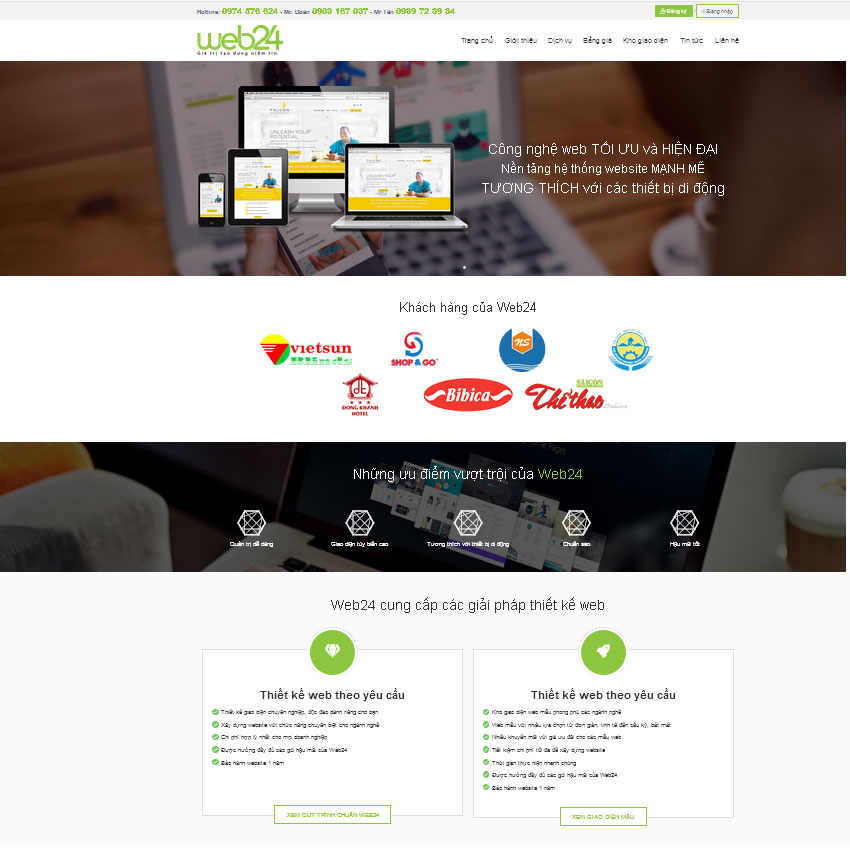 Hotline: 0974 576 624 - Mr. Doàn 0903 167 037 - Mr Tân 0939 72 39 34
Đăng ký
Đăng nhập
web24
Giá trị tạo dựng niềm tin
Trang chủ Giới thiệu Dịch vụ Bảng giá Kho giao diện Tin tức Liên hệ
UNLEASH YOUR
POTENTIAL
Công nghệ web TỐI ƯU và HIỆN ĐẠI
Nền tảng hệ thống website MẠNH MẼ
TƯƠNG THÍCH với các thiết bị di động
Khách hàng của Web24
vietsun
Blinds
SHOP & GO
NS
DONG KHANH
HOTEL
Bibica
SAIGON
Thể thao
Online
Những ưu điểm vượt trội của Web24
Quản trị dễ dàng
Giao diện tùy biến cao
Tương thích với thiết bị di động
Chuẩn seo
Hậu mãi tốt
Web24 cung cấp các giải pháp thiết kế web
Thiết kế web theo yêu cầu
Thiết kế giao diện chuyên nghiệp, độc đáo dành riêng cho bạn
Xây dựng website với chức năng chuyên biệt cho ngành nghề
Chi phí hợp lý nhất cho mọi doanh nghiệp
Được hưởng đầy đủ các gói hậu mãi của Web24
Bảo hành website 1 năm
XEM QUY TRÌNH CHUẨN WEB24
Thiết kế web theo yêu cầu
Kho giao diện web mẫu phong phú các ngành nghề
Web mẫu với nhiều lựa chọn từ đơn giản, tinh tế đến cầu kỳ, bắt mắt
Nhiều khuyến mãi với giá ưu đãi cho các mẫu web
Tiết kiệm chi phí tối đa để xây dựng website
Thời gian thực hiện nhanh chóng
Được hưởng đầy đủ các gói hậu mãi của Web24
Bảo hành website 1 năm
XEM GIAO DIỆN MẪU